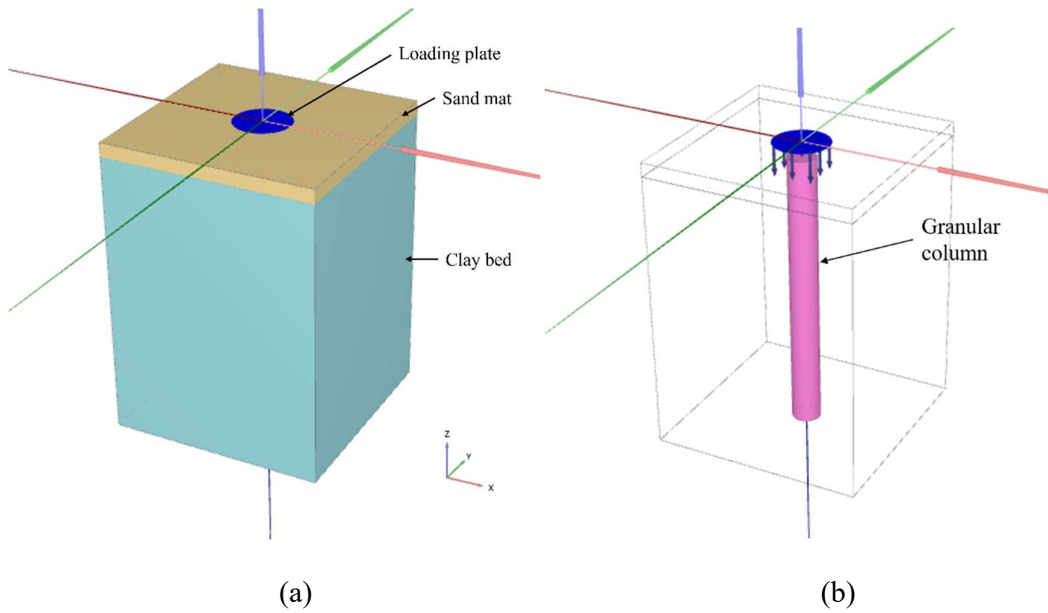 Loading plate
Sand mat
Clay bed
Z
Y
X
(a)
Granular
column
(b)